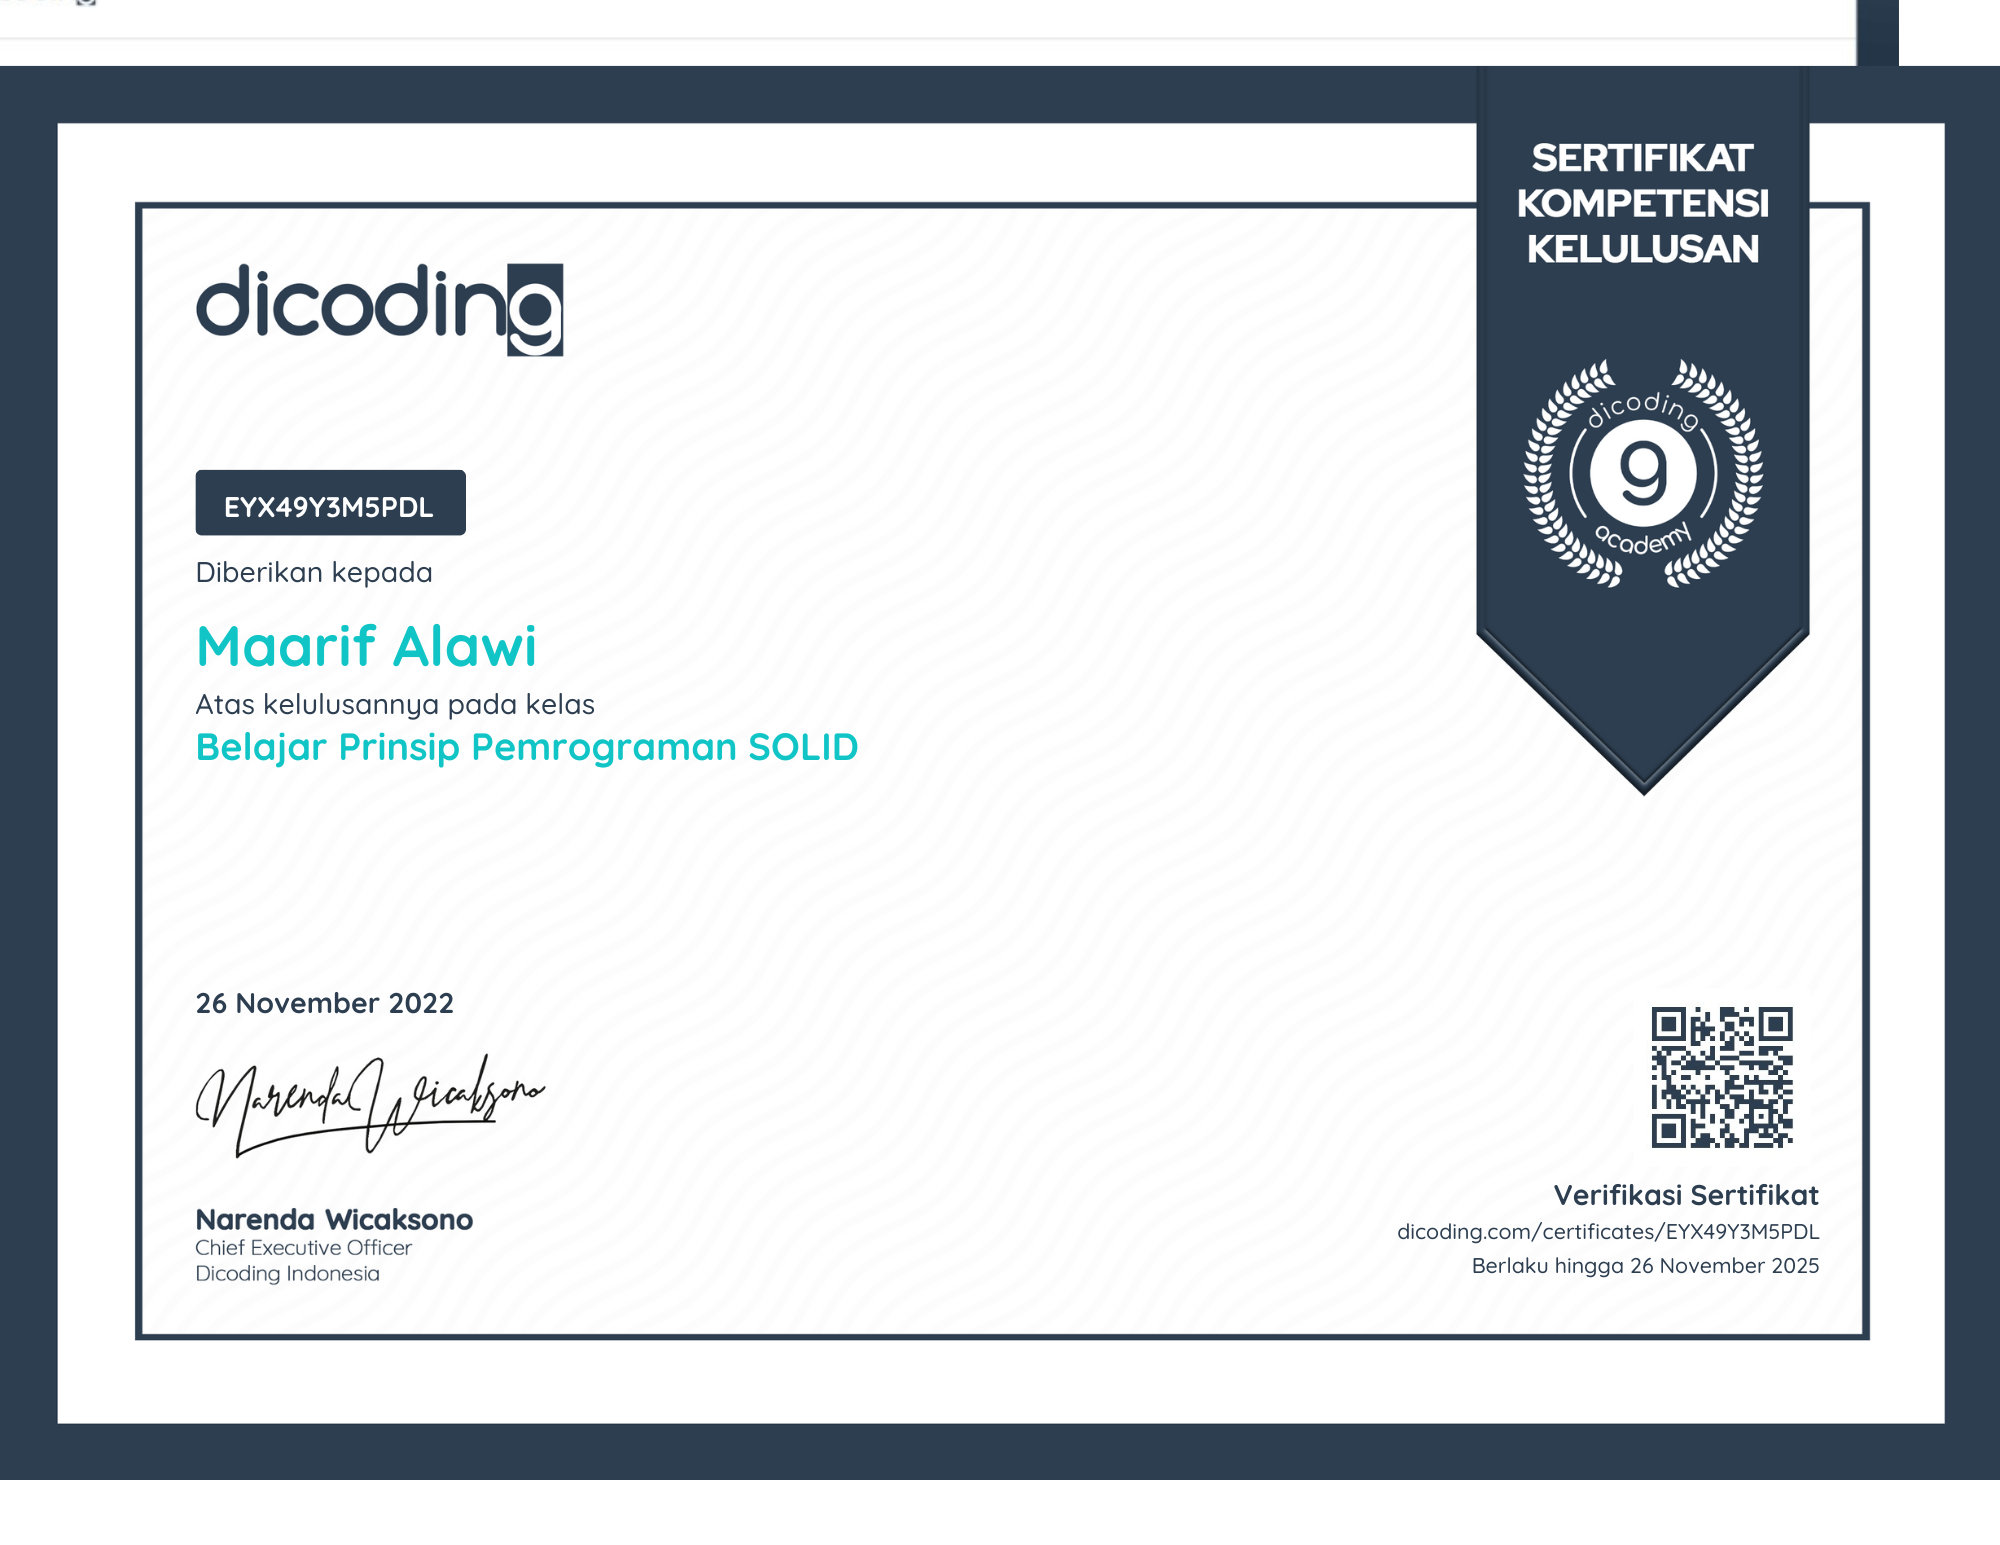 dicoding
SERTIFIKAT
KOMPETENSI
KELULUSAN
dicoding
g
academy
EYX49Y3M5PDL
Diberikan kepada
Maarif Alawi
Atas kelulusannya pada kelas
Belajar Prinsip Pemrograman SOLID
26 November 2022
Narenda Wicaksono
Narenda Wicaksono
Chief Executive Officer
Dicoding Indonesia
Verifikasi Sertifikat
dicoding.com/certificates/EYX49Y3M5PDL
Berlaku hingga 26 November 2025